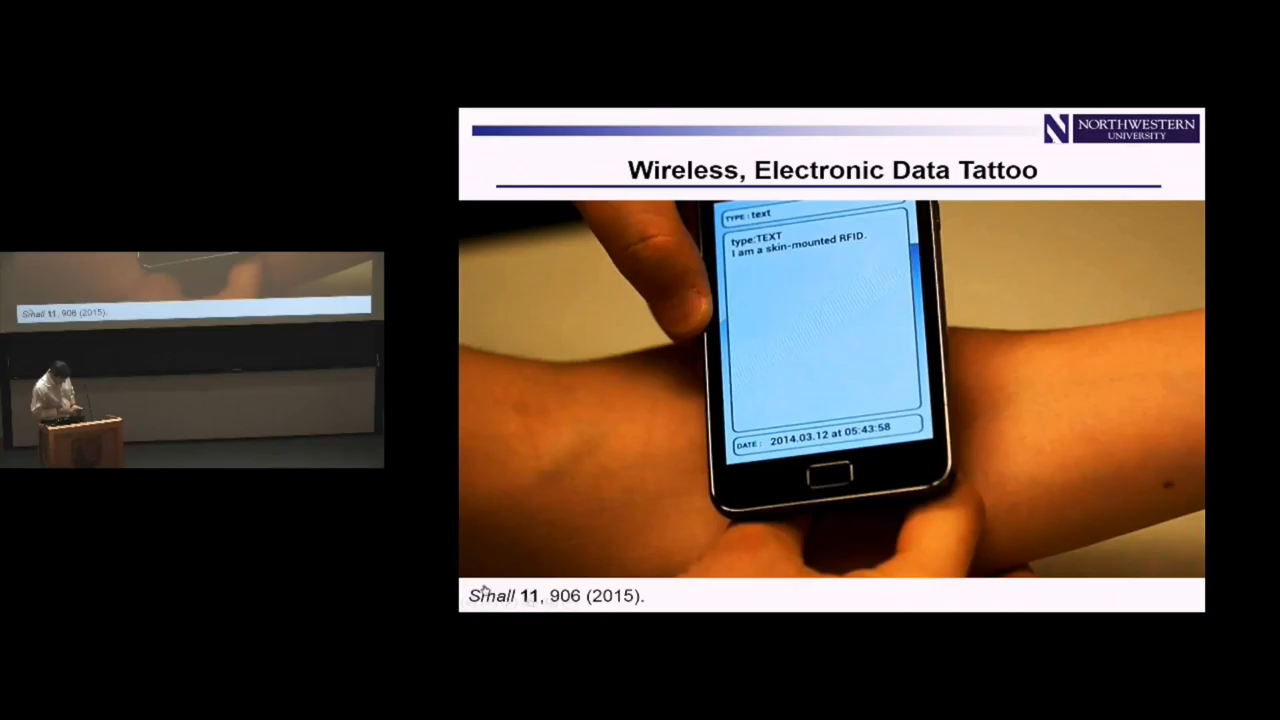 NORTHWESTERN
UNIVERSITY
Wireless, Electronic Data Tattoo
TYPE : text
type:TEXT
I am a skin-mounted RFID.
DATE : 2014.03.12 at 05:43:58
Small 11, 906 (2015).
Small 11, 906 (2015).